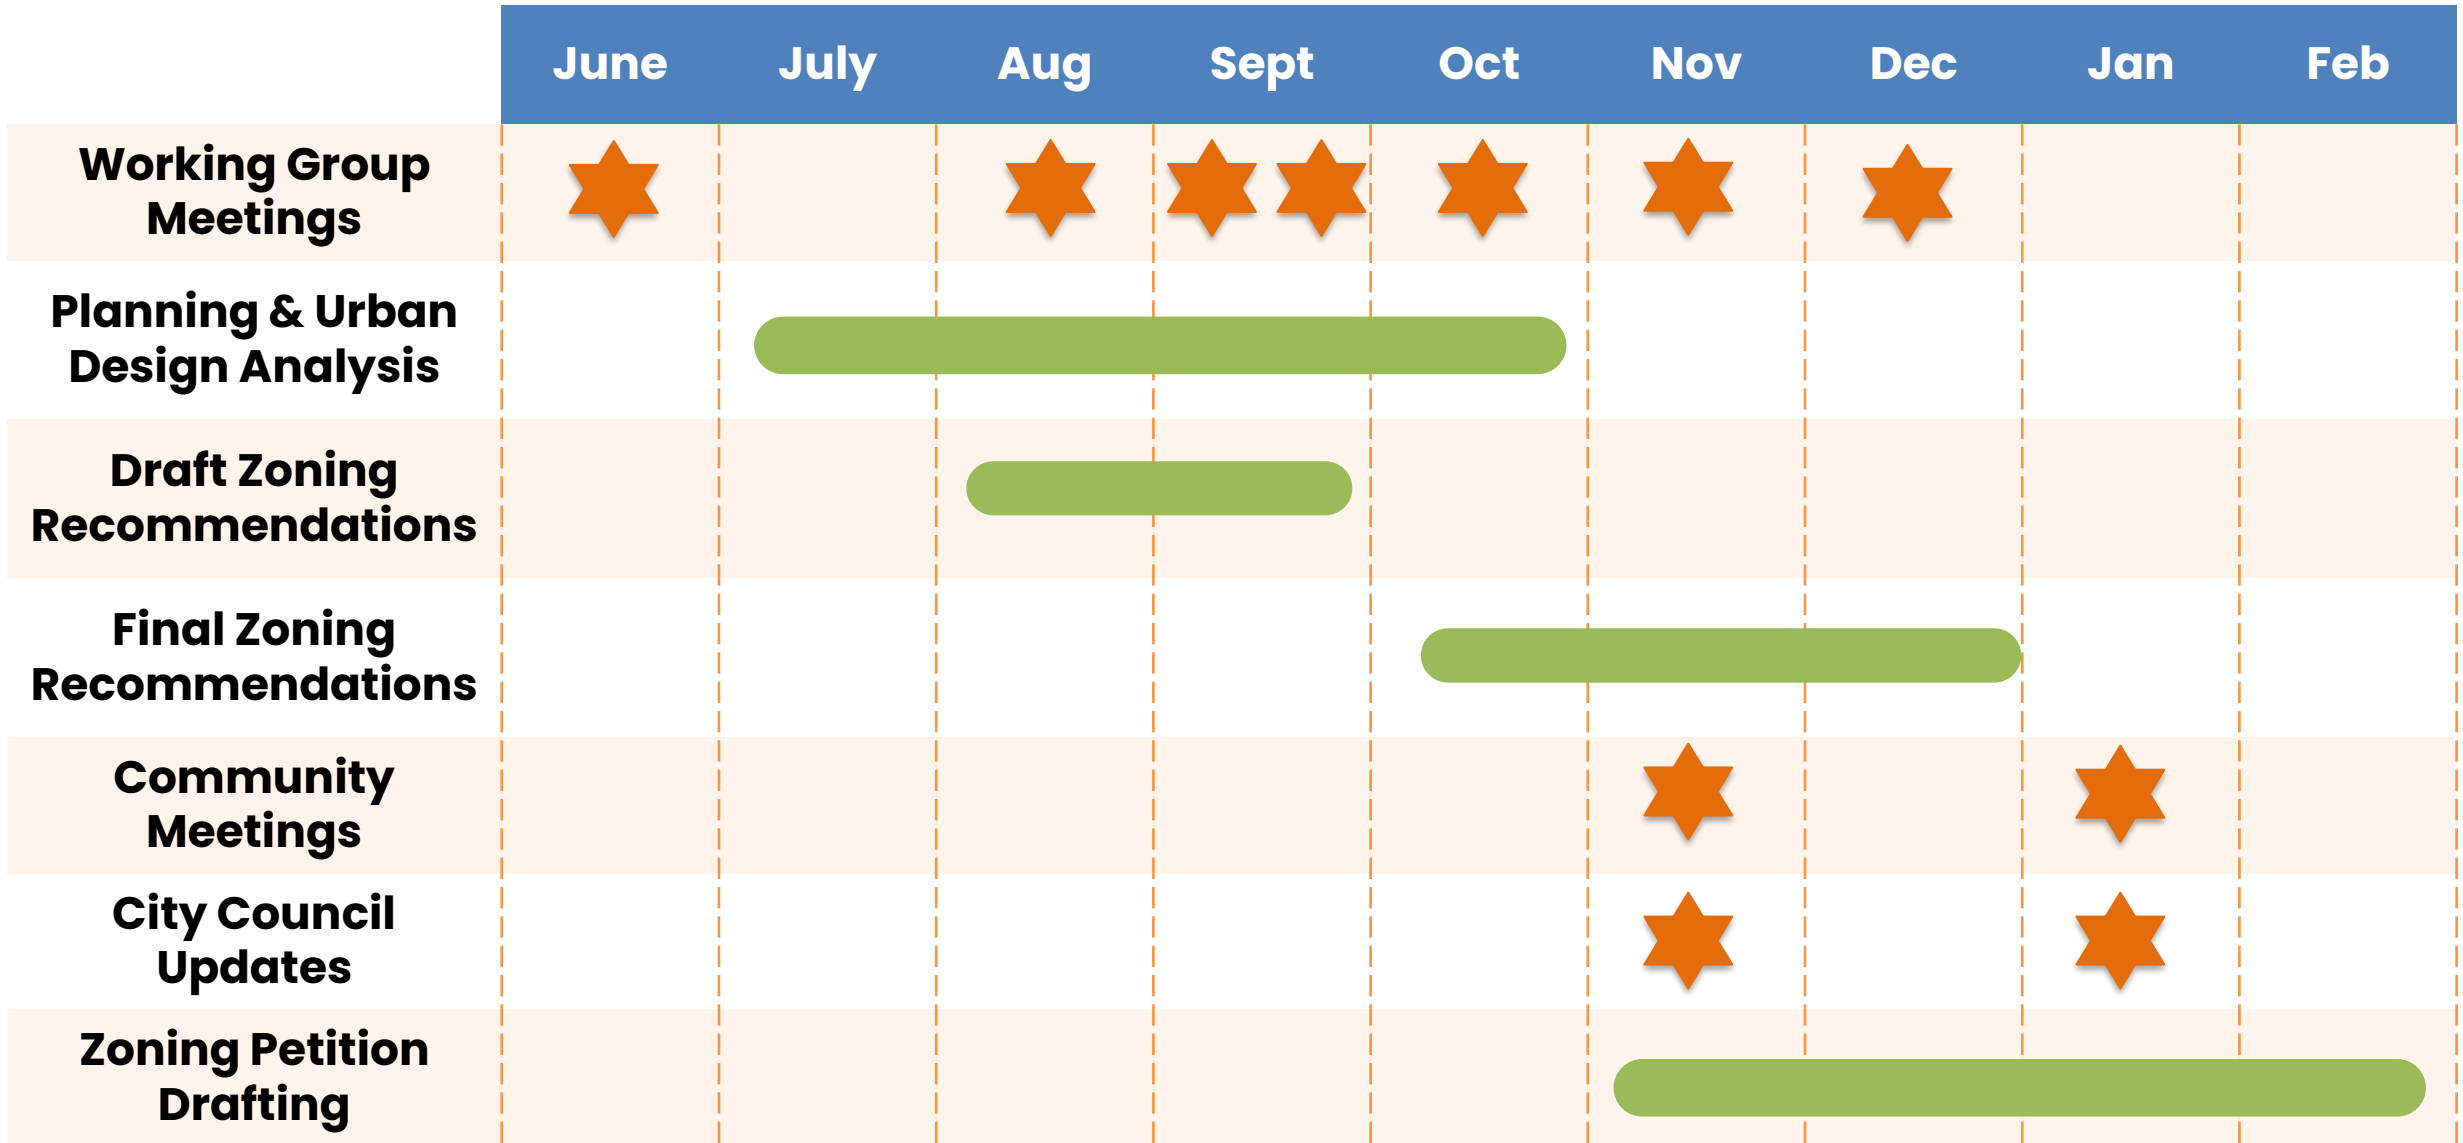 June July Aug Sept Oct Nov Dec Jan Feb
Working Group
Meetings
Planning & Urban
Design Analysis
Draft Zoning
Recommendations
Final Zoning
Recommendations
Community
Meetings
City Council
Updates
Zoning Petition
Drafting